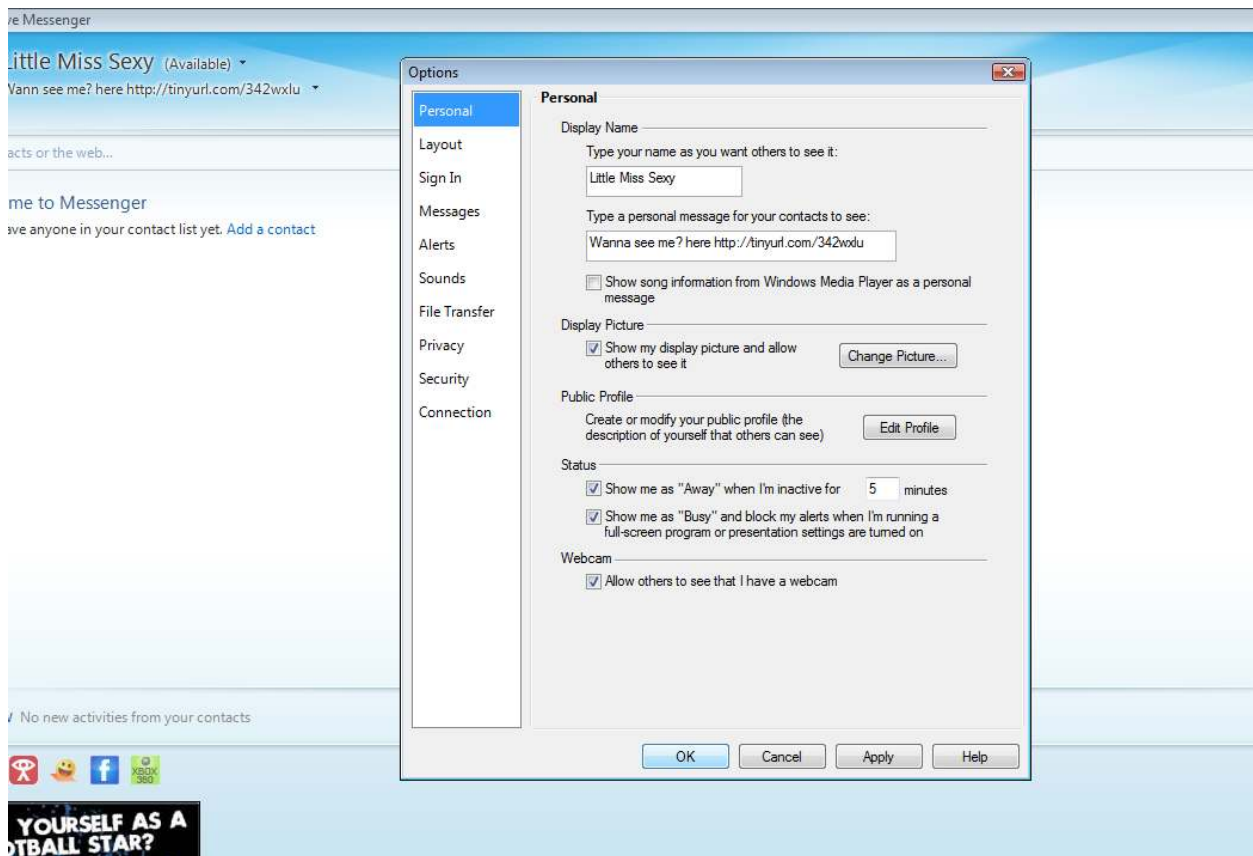 ve Messenger
Little Miss Sexy (Available)
Wann see me? here http://tinyurl.com/342wxlu
acts or the web...
me to Messenger
ave anyone in your contact list yet. Add a contact
No new activities from your contacts
XBOX
360
YOURSELF AS A
OTBALL STAR?
Options
Personal
Layout
Sign In
Messages
Alerts
Sounds
File Transfer
Privacy
Security
Connection
Personal
Display Name
Type your name as you want others to see it:
Little Miss Sexy
Type a personal message for your contacts to see:
Wanna see me? here http://tinyurl.com/342wxlu
Show song information from Windows Media Player as a personal
message
Display Picture
Show my display picture and allow
others to see it
Change Picture...
Public Profile
Create or modify your public profile (the
description of yourself that others can see)
Edit Profile
Status
Show me as "Away" when I'm inactive for 5 minutes
Show me as "Busy" and block my alerts when I'm running a
full-screen program or presentation settings are turned on
Webcam
Allow others to see that I have a webcam
OK
Cancel
Apply
Help